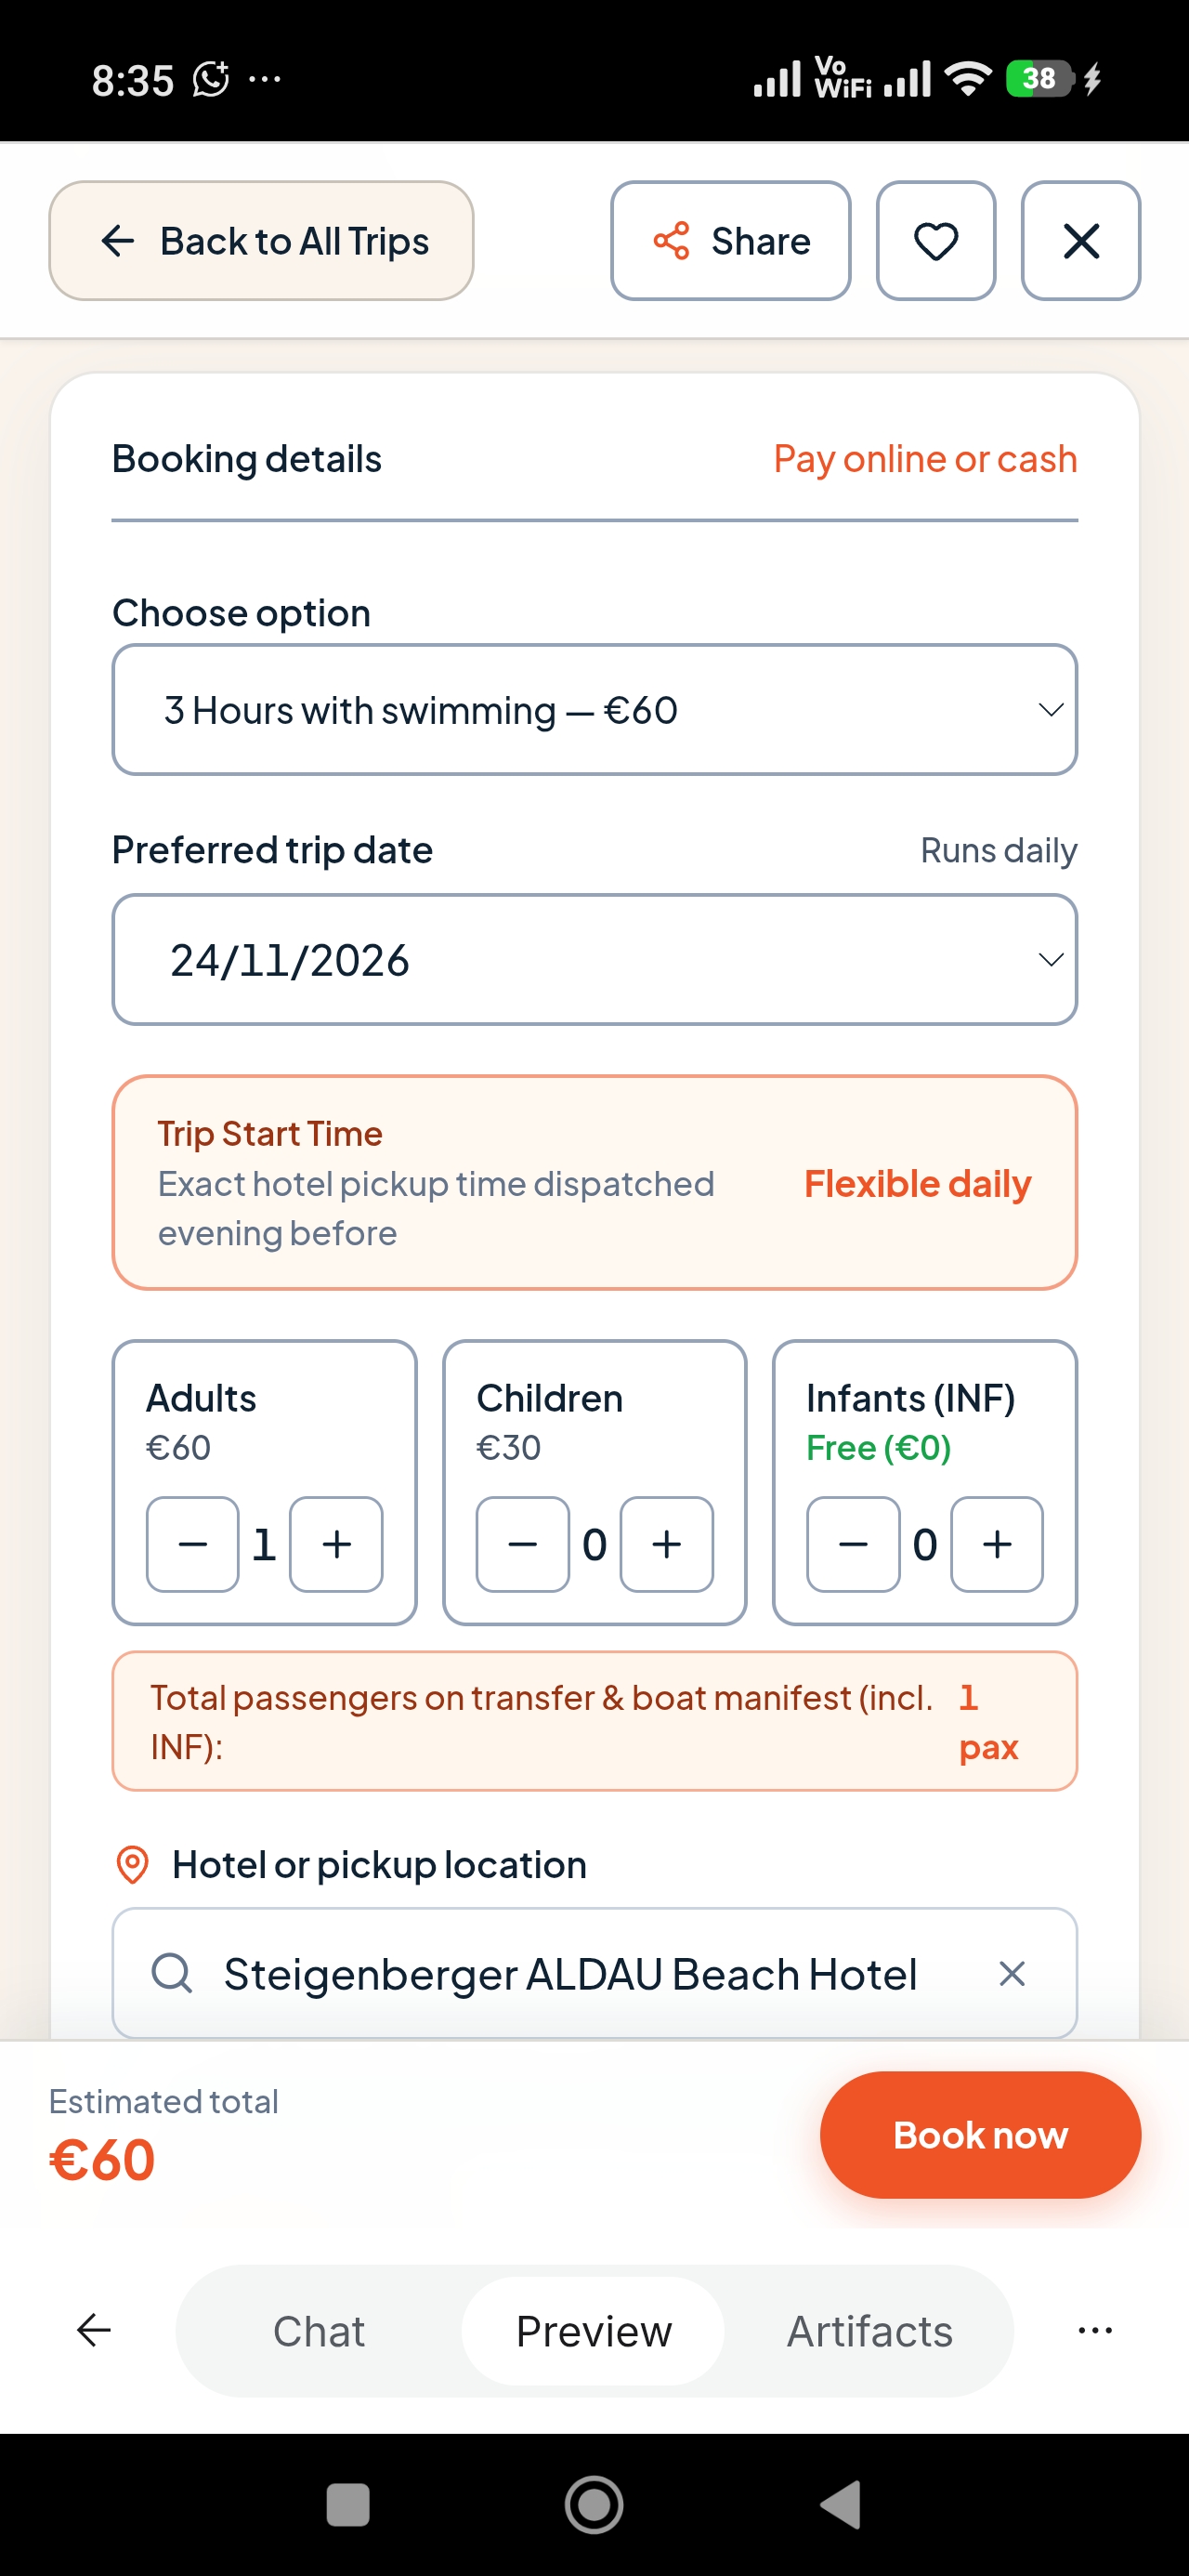 8:35
Vo
WiFi
38
Back to All Trips
Share
Booking details
Pay online or cash
Choose option
3 Hours with swimming — €60
Preferred trip date
Runs daily
24/11/2026
Trip Start Time
Exact hotel pickup time dispatched
evening before
Flexible daily
Adults
€60
1
Children
€30
0
Infants (INF)
Free (€0)
0
Total passengers on transfer & boat manifest (incl.
INF):
1
pax
Hotel or pickup location
Steigenberger ALDAU Beach Hotel
Estimated total
€60
Book now
Chat
Preview
Artifacts